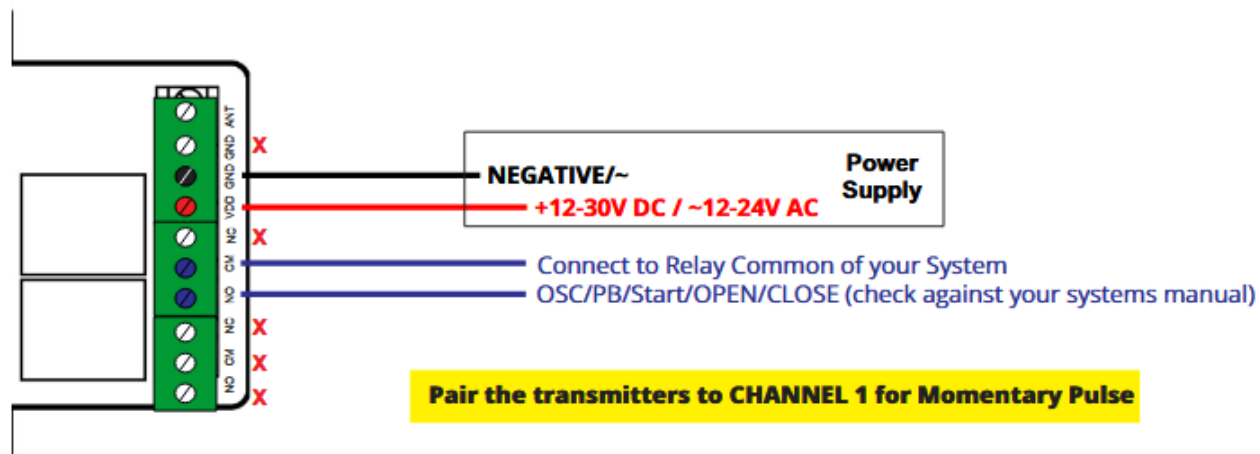 ANT
GND X
GND NEGATIVE/~
Power
Supply
VDD +12-30V DC / ~12-24V AC
NC X
CM Connect to Relay Common of your System
NO OSC/PB/Start/OPEN/CLOSE (check against your systems manual)
NC X
CM X
NO X
Pair the transmitters to CHANNEL 1 for Momentary Pulse